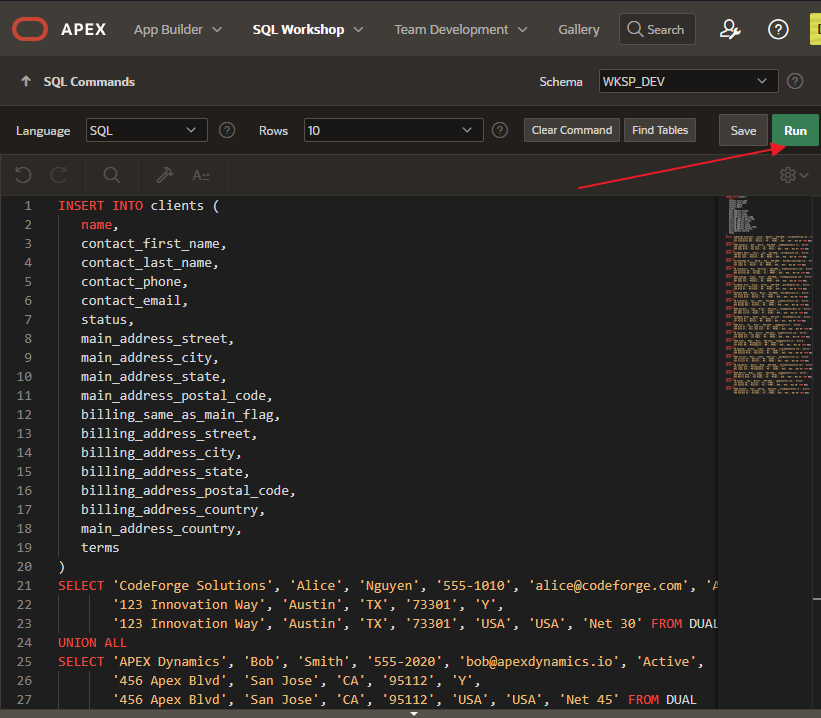 APEX App Builder SQL Workshop Team Development Gallery Search
SQL Commands Schema WKSP_DEV
Language SQL Rows 10 Clear Command Find Tables Save Run
1 INSERT INTO clients (
2 name,
3 contact_first_name,
4 contact_last_name,
5 contact_phone,
6 contact_email,
7 status,
8 main_address_street,
9 main_address_city,
10 main_address_state,
11 main_address_postal_code,
12 billing_same_as_main_flag,
13 billing_address_street,
14 billing_address_city,
15 billing_address_state,
16 billing_address_postal_code,
17 billing_address_country,
18 main_address_country,
19 terms
20 )
21 SELECT 'CodeForge Solutions', 'Alice', 'Nguyen', '555-1010', 'alice@codeforge.com', 'A
22 '123 Innovation Way', 'Austin', 'TX', '73301', 'Y',
23 '123 Innovation Way', 'Austin', 'TX', '73301', 'USA', 'USA', 'Net 30' FROM DUAL
24 UNION ALL
25 SELECT 'APEX Dynamics', 'Bob', 'Smith', '555-2020', 'bob@apexdynamics.io', 'Active',
26 '456 Apex Blvd', 'San Jose', 'CA', '95112', 'Y',
27 '456 Apex Blvd', 'San Jose', 'CA', '95112', 'USA', 'USA', 'Net 45' FROM DUAL